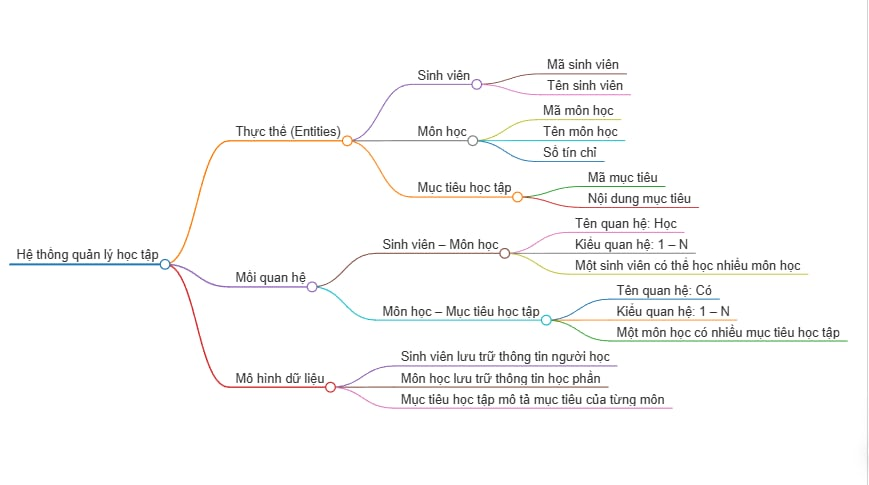 Hệ thống quản lý học tập
Thực thể (Entities)
Sinh viên
Mã sinh viên
Tên sinh viên
Môn học
Mã môn học
Tên môn học
Số tín chỉ
Mục tiêu học tập
Mã mục tiêu
Nội dung mục tiêu
Mối quan hệ
Sinh viên – Môn học
Tên quan hệ: Học
Kiểu quan hệ: 1 – N
Một sinh viên có thể học nhiều môn học
Môn học – Mục tiêu học tập
Tên quan hệ: Có
Kiểu quan hệ: 1 – N
Một môn học có nhiều mục tiêu học tập
Mô hình dữ liệu
Sinh viên lưu trữ thông tin người học
Môn học lưu trữ thông tin học phần
Mục tiêu học tập mô tả mục tiêu của từng môn